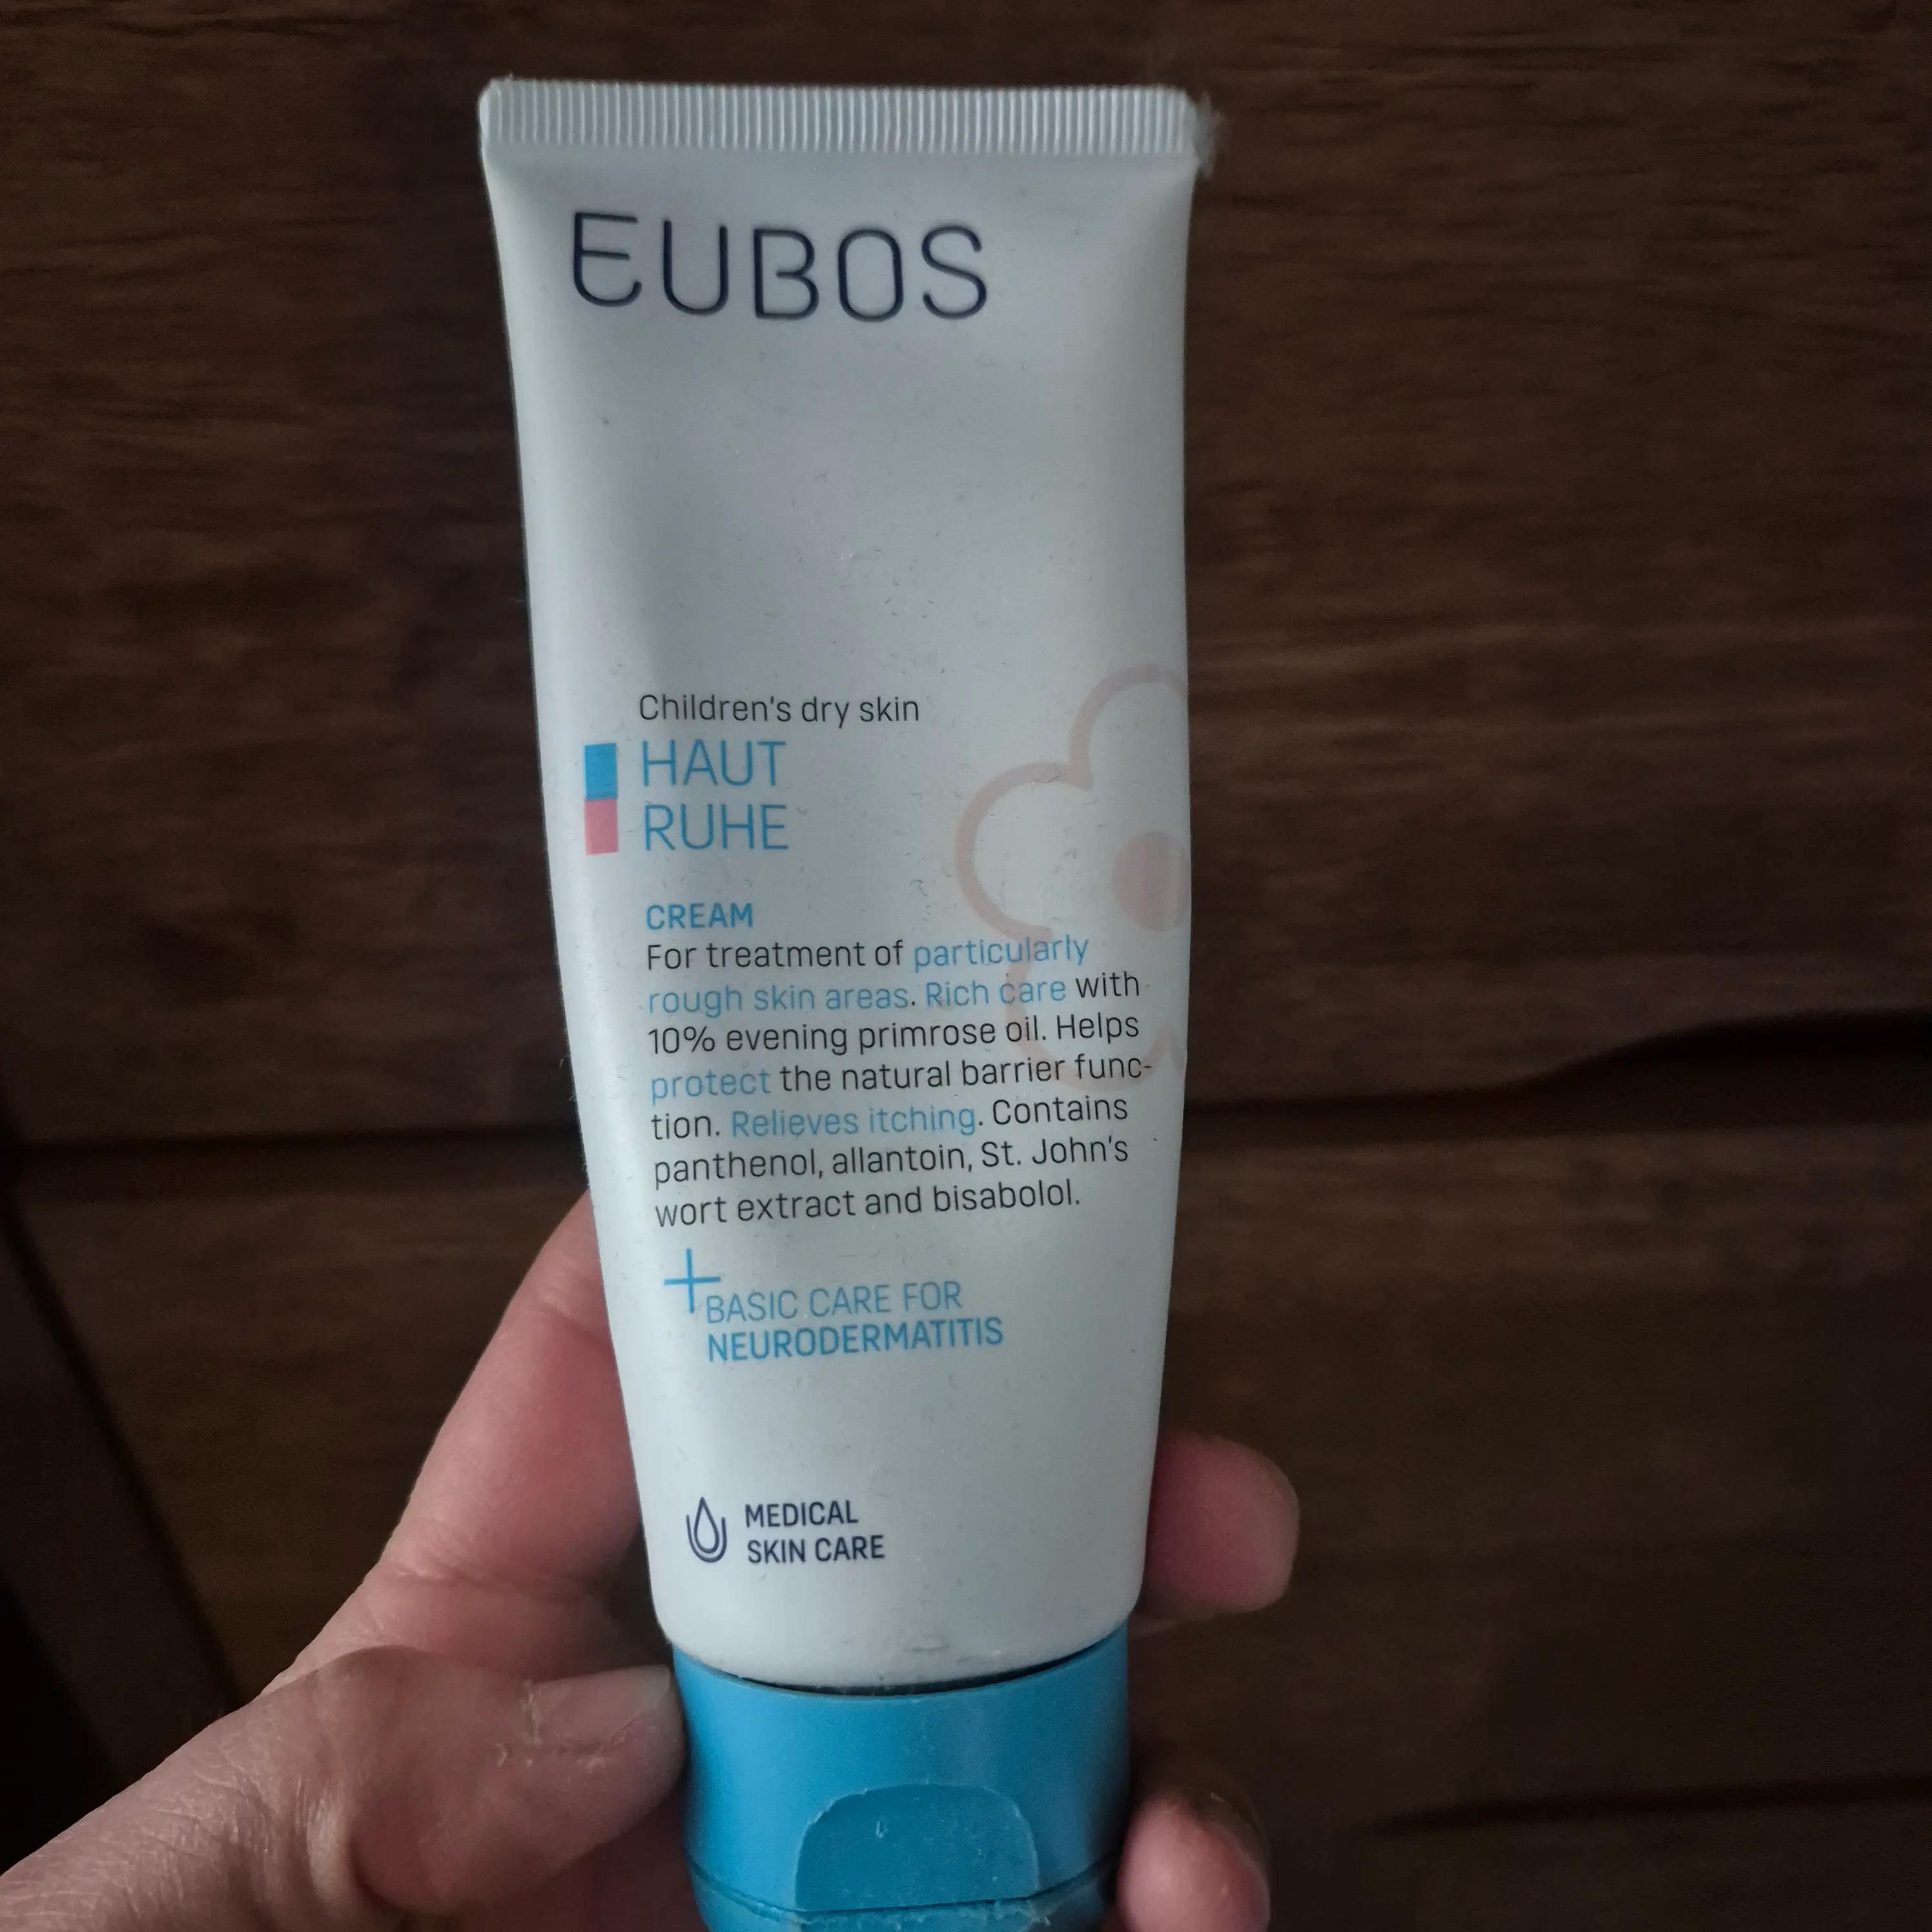 EUBOS
Children's dry skin
HAUT
RUHE
CREAM
For treatment of particularly
rough skin areas. Rich care with
10% evening primrose oil. Helps
protect the natural barrier func-
tion. Relieves itching. Contains
panthenol, allantoin, St. John's
wort extract and bisabolol.
BASIC CARE FOR
NEURODERMATITIS
MEDICAL
SKIN CARE